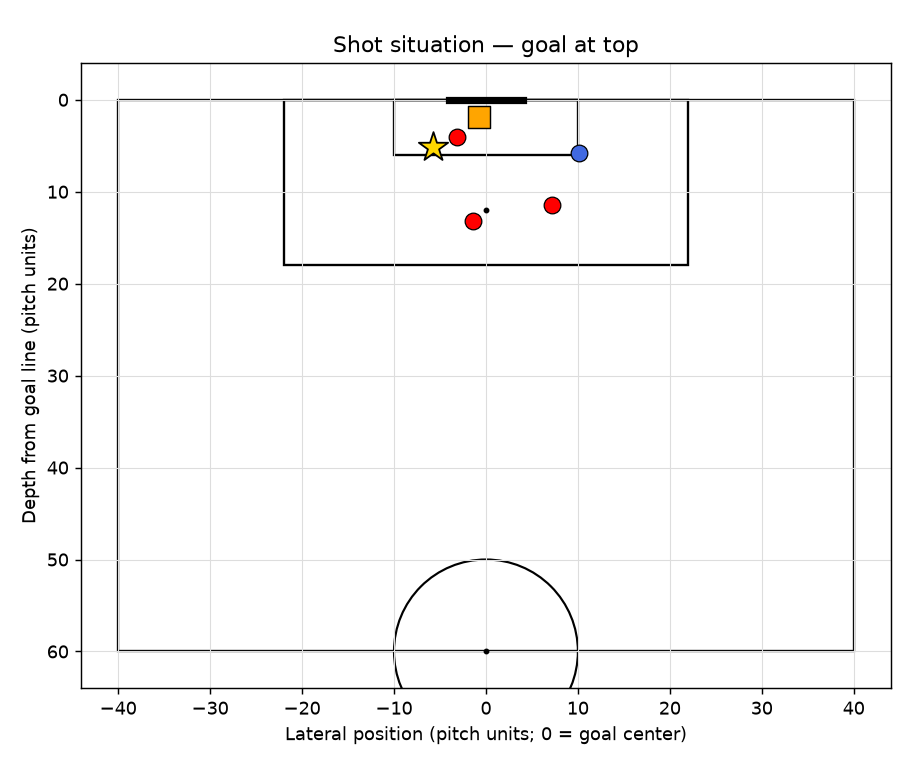 Shot situation — goal at top
0
10
20
30
40
50
60
−40 −30 −20 −10 0 10 20 30 40
Depth from goal line (pitch units)
Lateral position (pitch units; 0 = goal center)